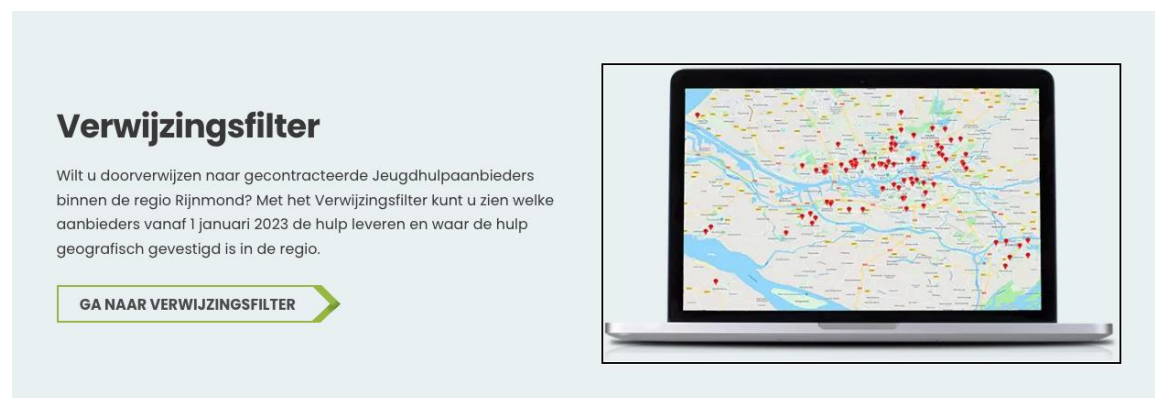 Verwijzingsfilter
Wilt u doorverwijzen naar gecontracteerde Jeugdhulpaanbieders
binnen de regio Rijnmond? Met het Verwijzingsfilter kunt u zien welke
aanbieders vanaf 1 januari 2023 de hulp leveren en waar de hulp
geografisch gevestigd is in de regio.
GA NAAR VERWIJZINGSFILTER